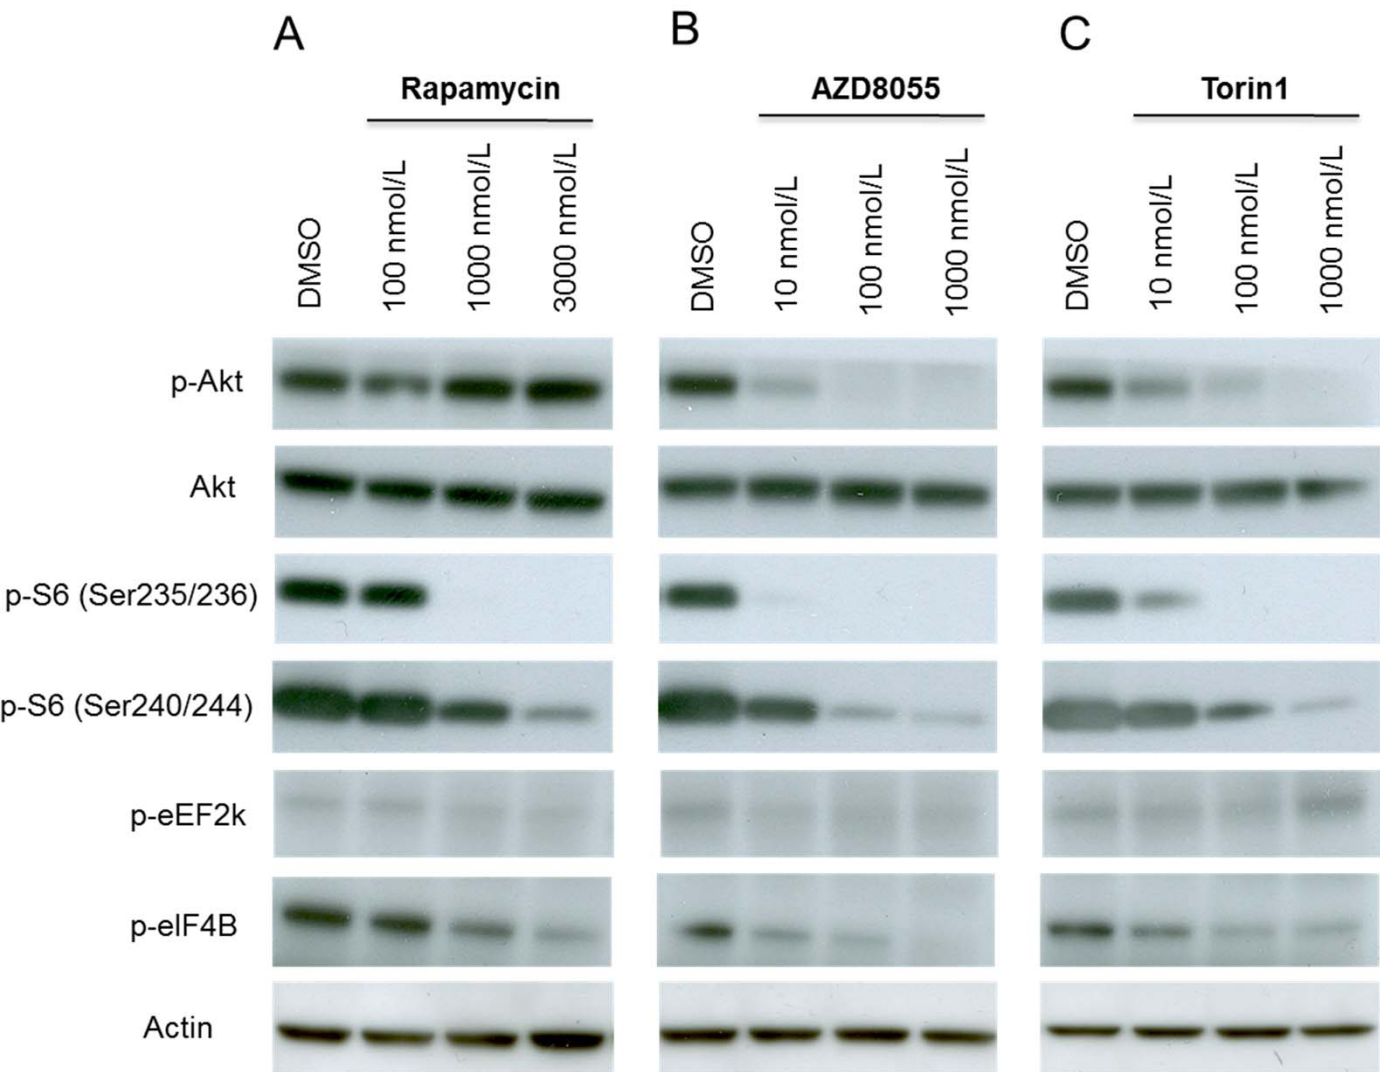 A
B
C
Rapamycin
AZD8055
Torin1
DMSO
100 nmol/L
1000 nmol/L
3000 nmol/L
DMSO
10 nmol/L
100 nmol/L
1000 nmol/L
DMSO
10 nmol/L
100 nmol/L
1000 nmol/L
p-Akt
Akt
p-S6 (Ser235/236)
p-S6 (Ser240/244)
p-eEF2k
p-eIF4B
Actin